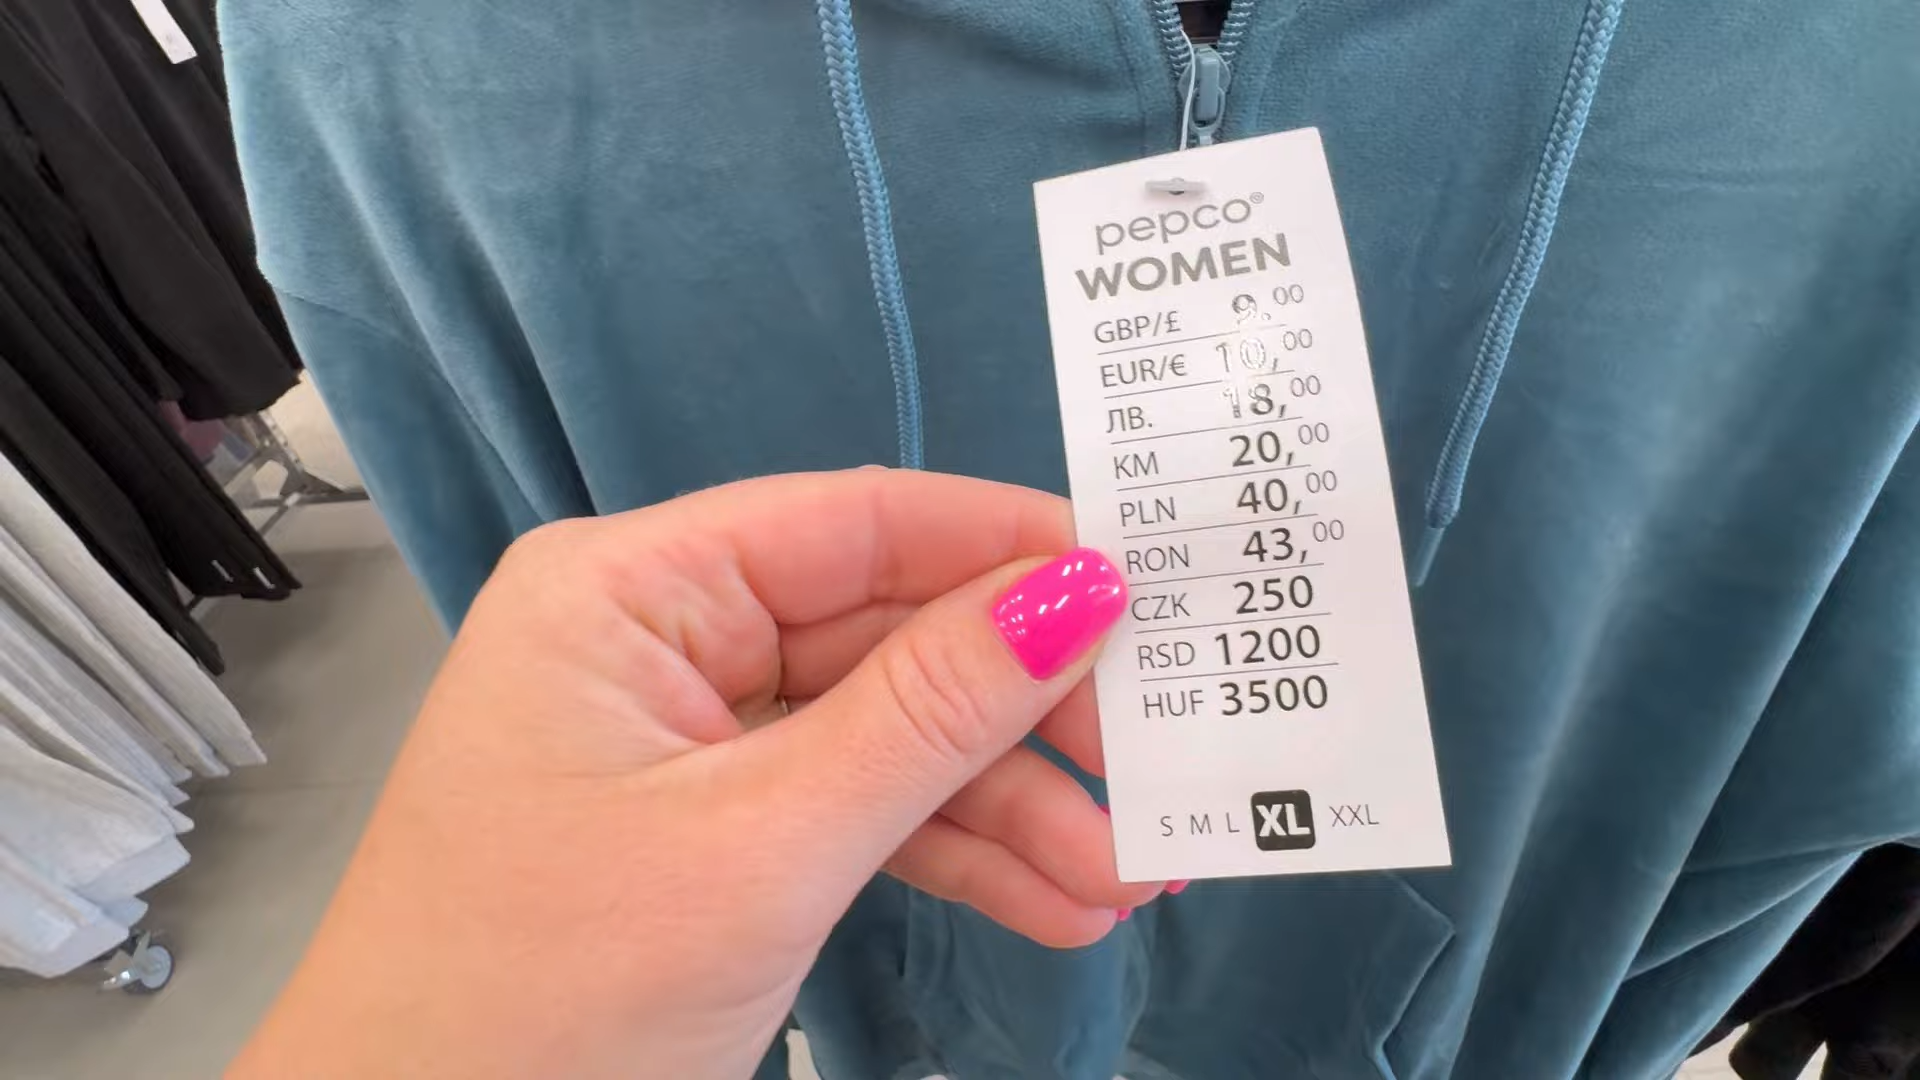 pepco®
WOMEN
GBP/£ 9.00
EUR/€ 10,00
ЛВ. 18,00
KM 20,00
PLN 40,00
RON 43,00
CZK 250
RSD 1200
HUF 3500
S M L XL XXL